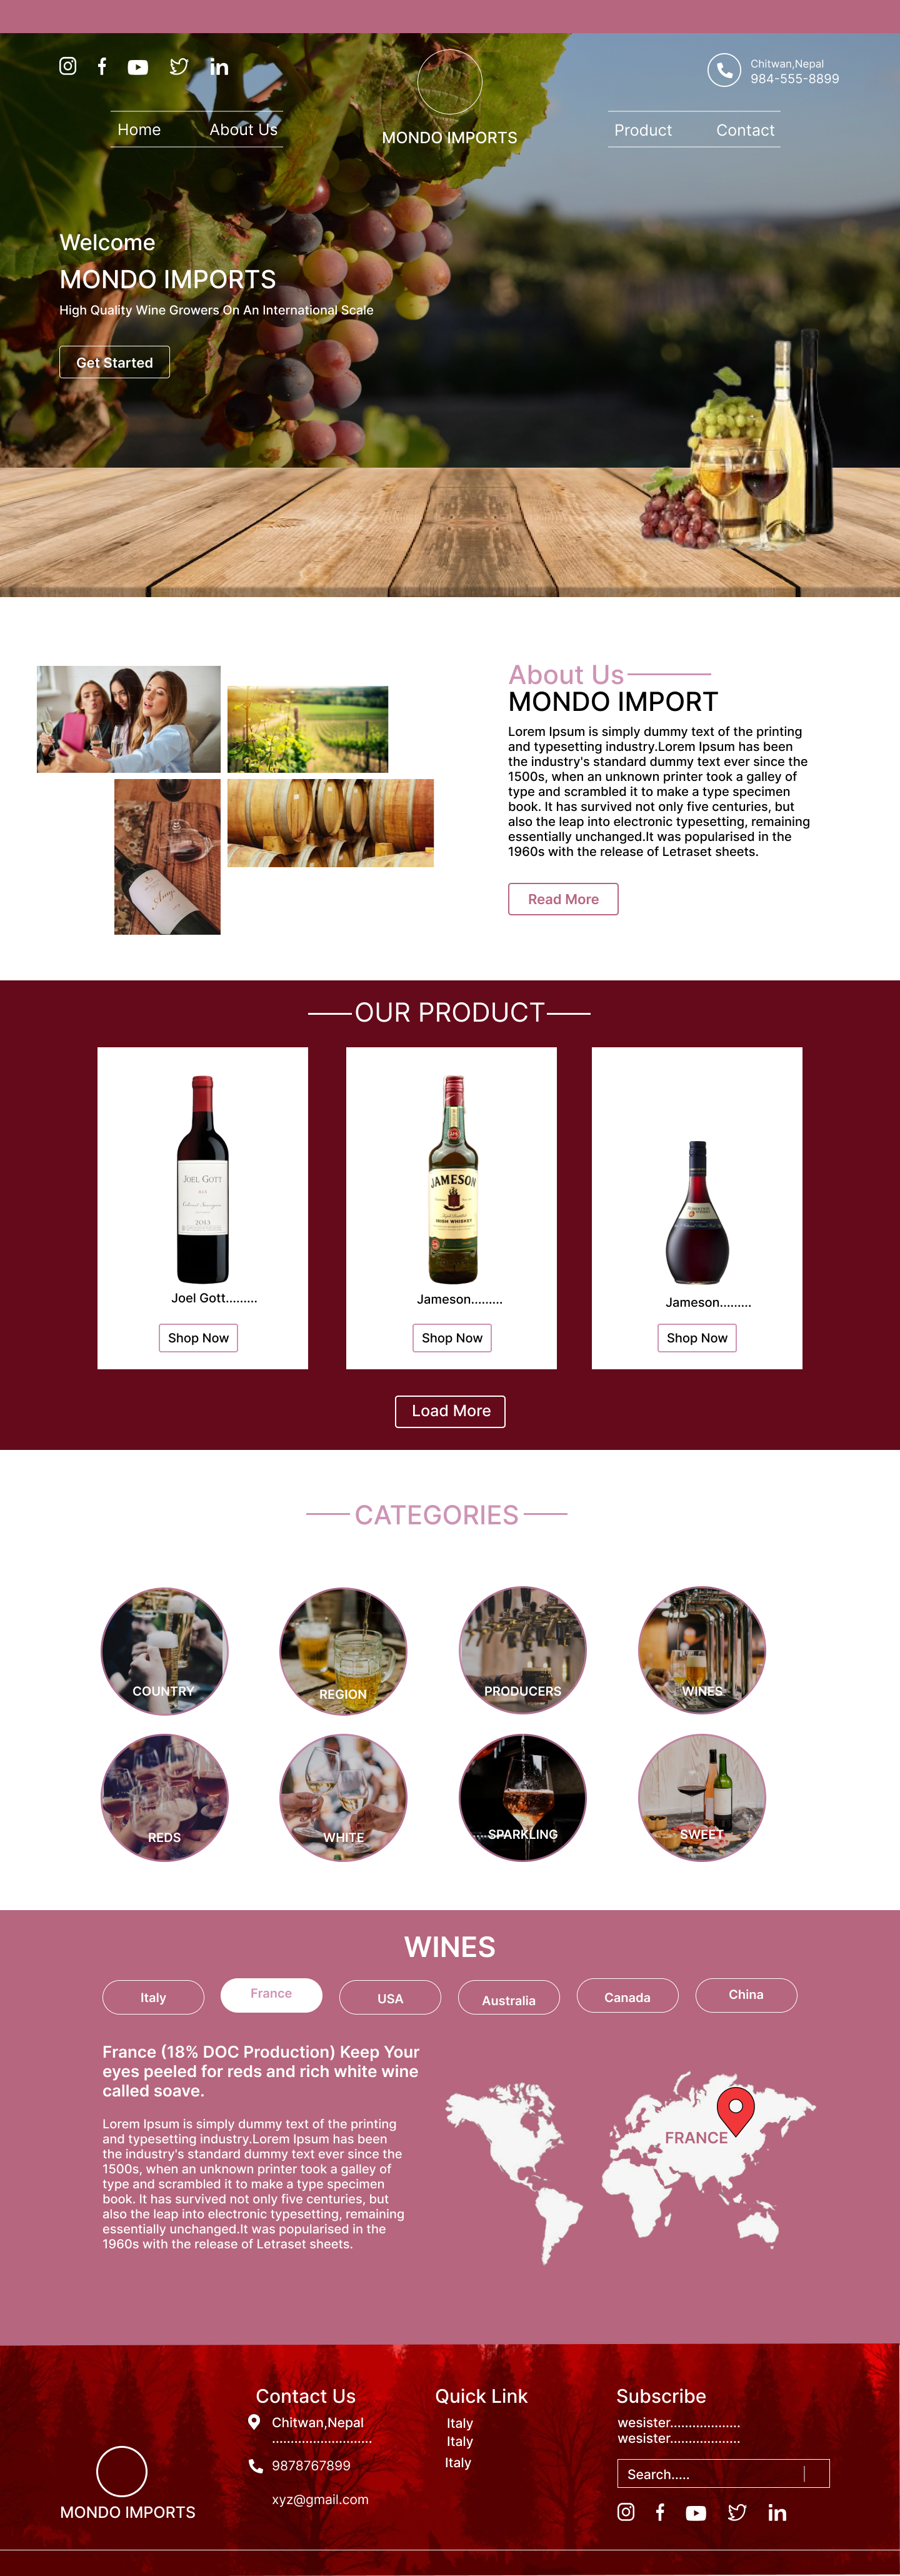 Chitwan,Nepal
984-555-8899
Home
About Us
MONDO IMPORTS
Product
Contact
Welcome
MONDO IMPORTS
High Quality Wine Growers On An International Scale
Get Started
About Us
MONDO IMPORT
Lorem Ipsum is simply dummy text of the printing
and typesetting industry.Lorem Ipsum has been
the industry's standard dummy text ever since the
1500s, when an unknown printer took a galley of
type and scrambled it to make a type specimen
book. It has survived not only five centuries, but
also the leap into electronic typesetting, remaining
essentially unchanged.It was popularised in the
1960s with the release of Letraset sheets.
Read More
OUR PRODUCT
JOEL GOTT
2013
JAMESON
IRISH WHISKEY
Joel Gott.........
Jameson.........
Jameson.........
Shop Now
Shop Now
Shop Now
Load More
CATEGORIES
COUNTRY
REGION
PRODUCERS
WINES
REDS
WHITE
......SPARKLING
SWEET
WINES
Italy
France
USA
Australia
Canada
China
France (18% DOC Production) Keep Your
eyes peeled for reds and rich white wine
called soave.
Lorem Ipsum is simply dummy text of the printing
and typesetting industry.Lorem Ipsum has been
the industry's standard dummy text ever since the
1500s, when an unknown printer took a galley of
type and scrambled it to make a type specimen
book. It has survived not only five centuries, but
also the leap into electronic typesetting, remaining
essentially unchanged.It was popularised in the
1960s with the release of Letraset sheets.
FRANCE
MONDO IMPORTS
Contact Us
Chitwan,Nepal
...........................
9878767899
xyz@gmail.com
Quick Link
Italy
Italy
Italy
Subscribe
wesister...................
wesister...................
Search.....